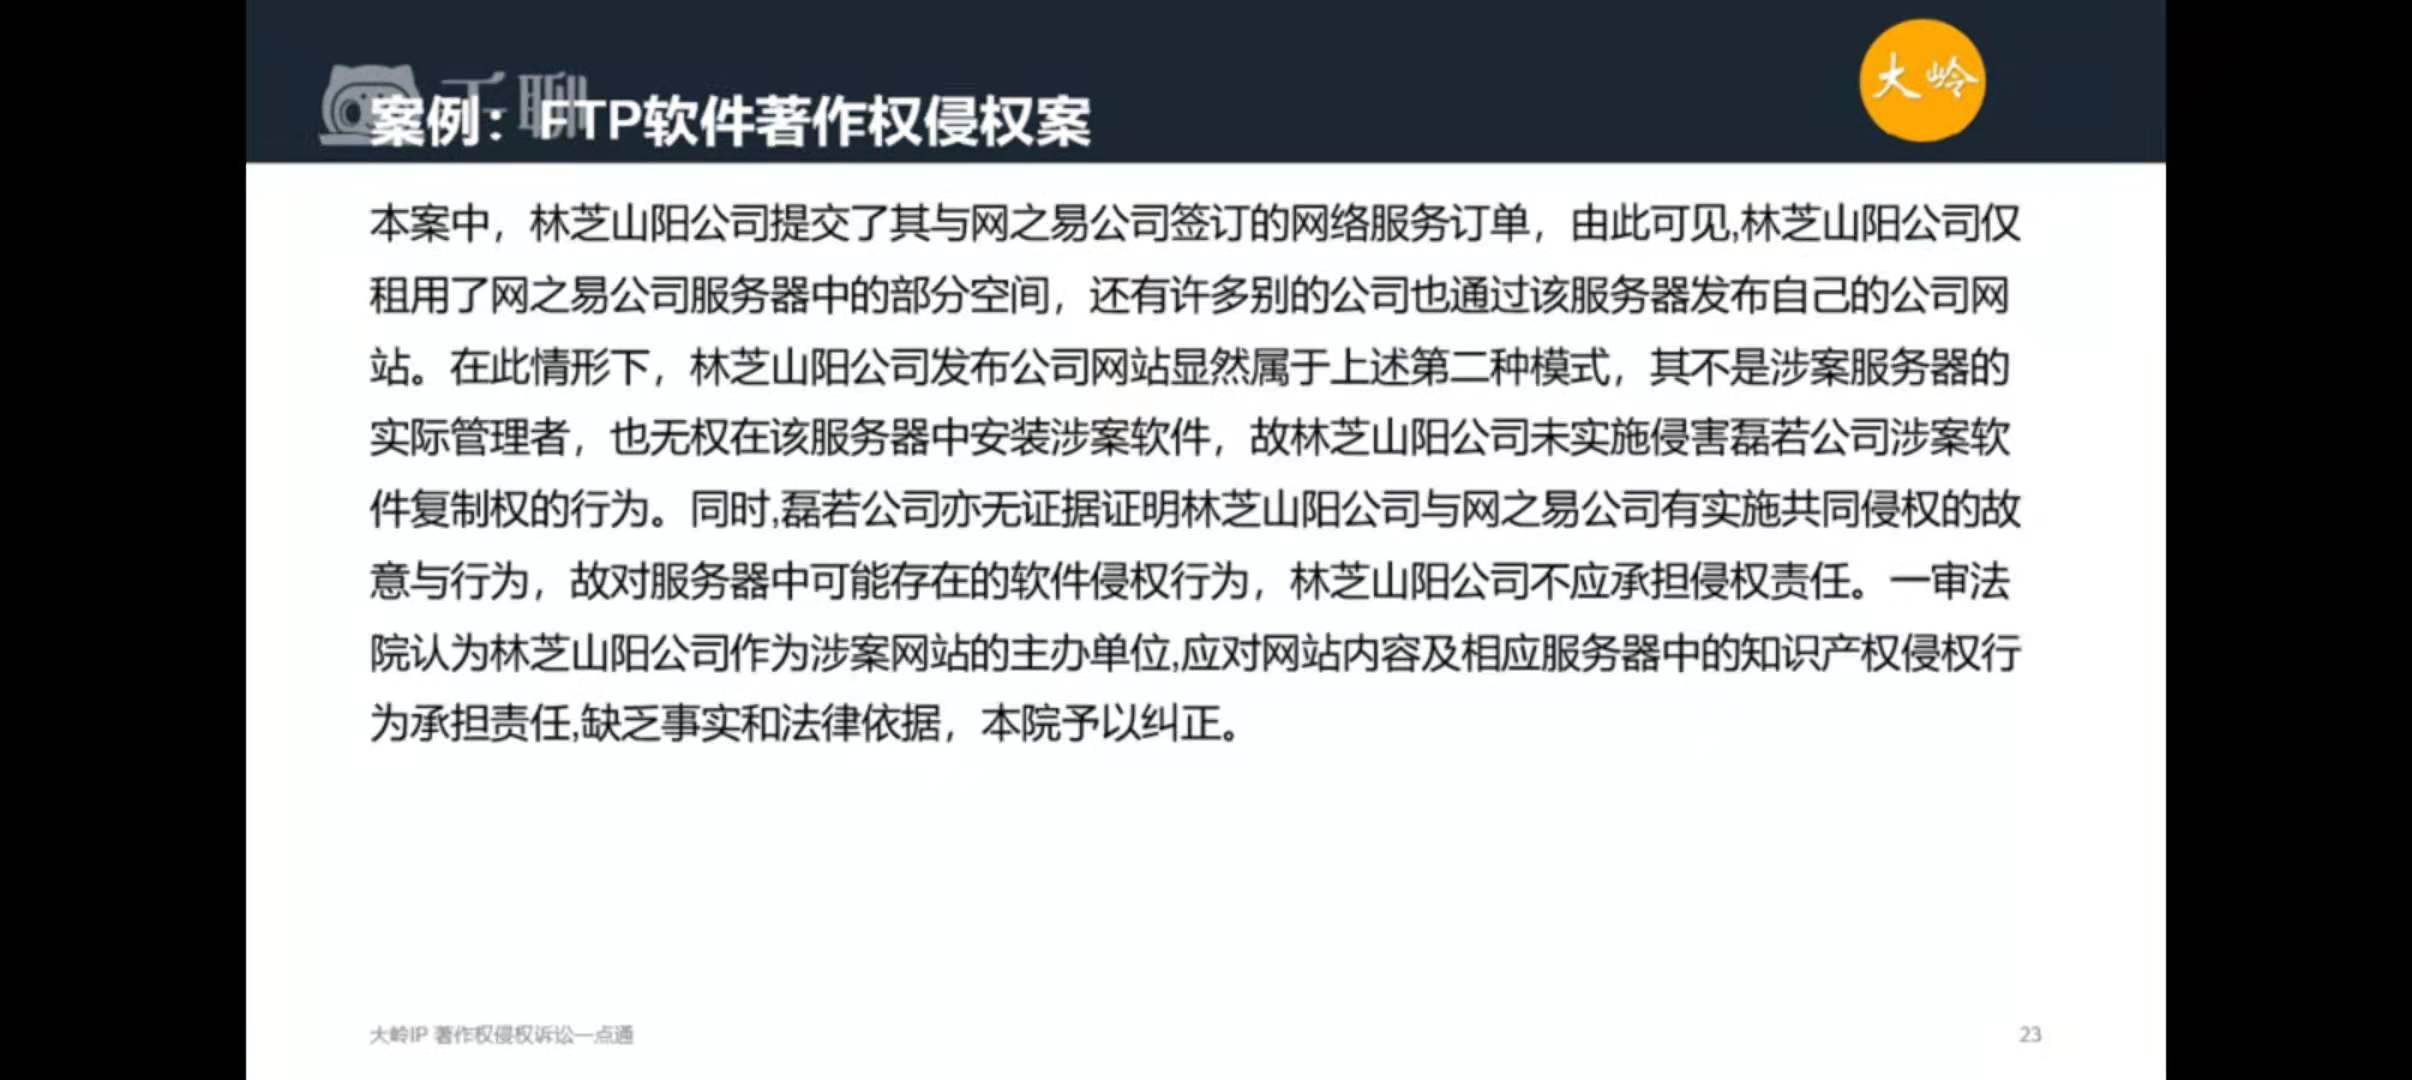 千聊
大岭
案例：FTP软件著作权侵权案
本案中，林芝山阳公司提交了其与网之易公司签订的网络服务订单，由此可见,林芝山阳公司仅
租用了网之易公司服务器中的部分空间，还有许多别的公司也通过该服务器发布自己的公司网
站。在此情形下，林芝山阳公司发布公司网站显然属于上述第二种模式，其不是涉案服务器的
实际管理者，也无权在该服务器中安装涉案软件，故林芝山阳公司未实施侵害磊若公司涉案软
件复制权的行为。同时,磊若公司亦无证据证明林芝山阳公司与网之易公司有实施共同侵权的故
意与行为，故对服务器中可能存在的软件侵权行为，林芝山阳公司不应承担侵权责任。一审法
院认为林芝山阳公司作为涉案网站的主办单位,应对网站内容及相应服务器中的知识产权侵权行
为承担责任,缺乏事实和法律依据，本院予以纠正。
大岭IP 著作权侵权诉讼一点通
23